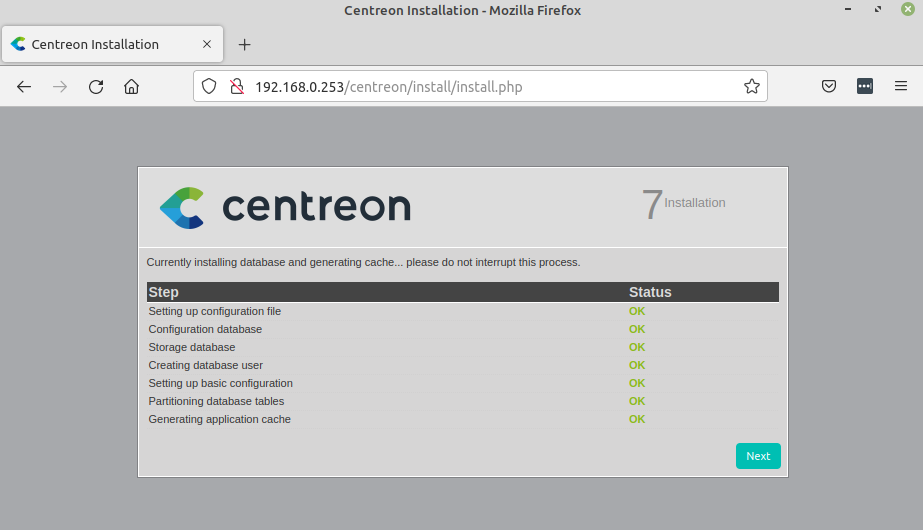 Centreon Installation - Mozilla Firefox
Centreon Installation
192.168.0.253/centreon/install/install.php
centreon
7 Installation
Currently installing database and generating cache... please do not interrupt this process.
Step Status
Setting up configuration file OK
Configuration database OK
Storage database OK
Creating database user OK
Setting up basic configuration OK
Partitioning database tables OK
Generating application cache OK
Next